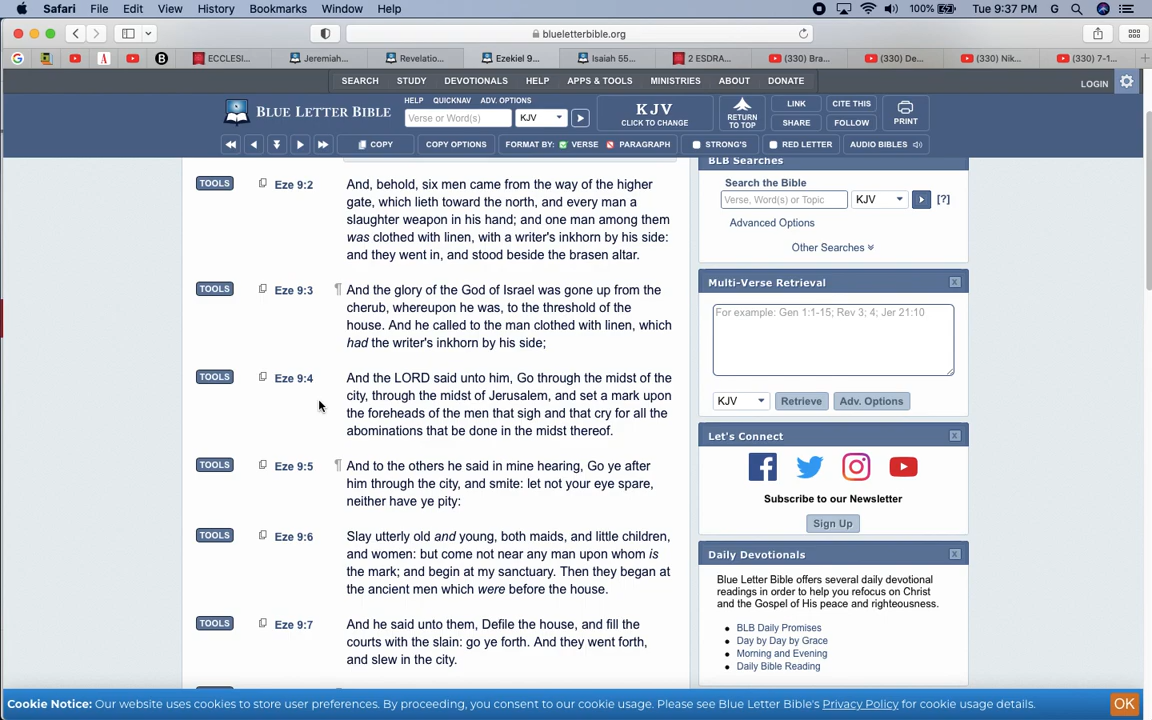 Safari File Edit View History Bookmarks Window Help 100% Tue 9:37 PM G
blueletterbible.org
ECCLESI... Jeremiah... Revelatio... Ezekiel 9... Isaiah 55... 2 ESDRA... (330) Bra... (330) De... (330) Nik... (330) 7-1...
SEARCH STUDY DEVOTIONALS HELP APPS & TOOLS MINISTRIES ABOUT DONATE LOGIN
BLUE LETTER BIBLE
HELP QUICKNAV ADV. OPTIONS
Verse or Word(s) KJV
KJV
CLICK TO CHANGE
RETURN
TO TOP
LINK CITE THIS
SHARE FOLLOW
PRINT
COPY COPY OPTIONS FORMAT BY: VERSE PARAGRAPH STRONG'S RED LETTER AUDIO BIBLES
TOOLS Eze 9:2 And, behold, six men came from the way of the higher
gate, which lieth toward the north, and every man a
slaughter weapon in his hand; and one man among them
was clothed with linen, with a writer's inkhorn by his side:
and they went in, and stood beside the brasen altar.
TOOLS Eze 9:3 ¶ And the glory of the God of Israel was gone up from the
cherub, whereupon he was, to the threshold of the
house. And he called to the man clothed with linen, which
had the writer's inkhorn by his side;
TOOLS Eze 9:4 And the LORD said unto him, Go through the midst of the
city, through the midst of Jerusalem, and set a mark upon
the foreheads of the men that sigh and that cry for all the
abominations that be done in the midst thereof.
TOOLS Eze 9:5 ¶ And to the others he said in mine hearing, Go ye after
him through the city, and smite: let not your eye spare,
neither have ye pity:
TOOLS Eze 9:6 Slay utterly old and young, both maids, and little children,
and women: but come not near any man upon whom is
the mark; and begin at my sanctuary. Then they began at
the ancient men which were before the house.
TOOLS Eze 9:7 And he said unto them, Defile the house, and fill the
courts with the slain: go ye forth. And they went forth,
and slew in the city.
BLB Searches
Search the Bible
Verse, Word(s) or Topic KJV [?]
Advanced Options
Other Searches
Multi-Verse Retrieval
For example: Gen 1:1-15; Rev 3; 4; Jer 21:10
KJV Retrieve Adv. Options
Let's Connect
Subscribe to our Newsletter
Sign Up
Daily Devotionals
Blue Letter Bible offers several daily devotional
readings in order to help you refocus on Christ
and the Gospel of His peace and righteousness.
BLB Daily Promises
Day by Day by Grace
Morning and Evening
Daily Bible Reading
Cookie Notice: Our website uses cookies to store user preferences. By proceeding, you consent to our cookie usage. Please see Blue Letter Bible's Privacy Policy for cookie usage details. OK